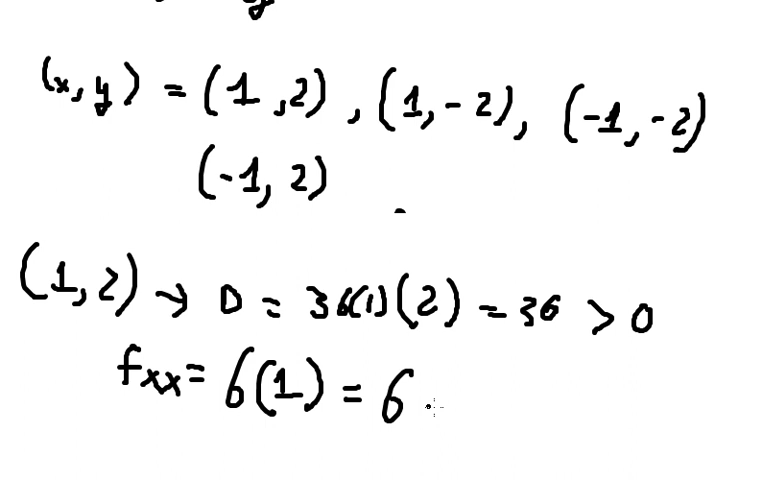 (x,y) = (1,2), (1,-2), (-1,-2)
(-1,2)
(1,2) → D = 36(1)(2) = 36 > 0
fxx = 6(1) = 6